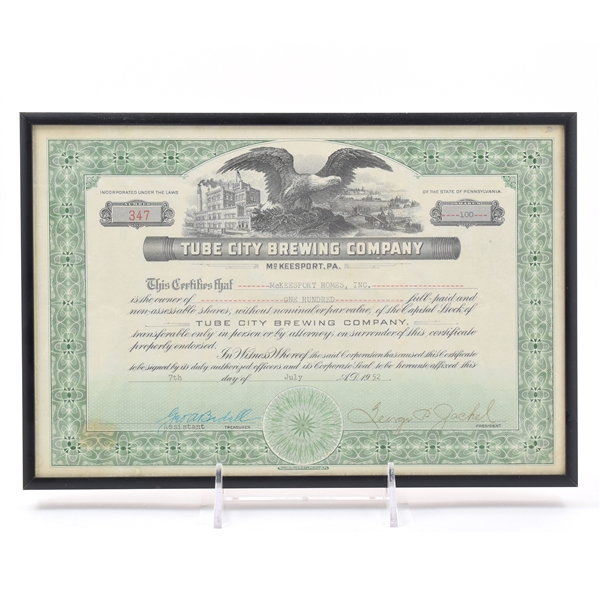 INCORPORATED UNDER THE LAWS OF THE STATE OF PENNSYLVANIA.
NUMBER SHARES
347 -----100----
TUBE CITY BREWING COMPANY
MCKEESPORT, PA.
This Certifies that -------McKEESPORT HOMES, INC.--------
is the owner of ----------ONE HUNDRED---------- full-paid and
non-assessable shares, without nominal or par value, of the Capital Stock of
TUBE CITY BREWING COMPANY,
transferable only in person or by attorney, on surrender of this certificate
properly endorsed.
In Witness Whereof the said Corporation has caused this Certificate
to be signed by its duly authorized officers and its Corporate Seal to be hereunto affixed this
7th day of July A.D. 1952
Assistant TREASURER PRESIDENT